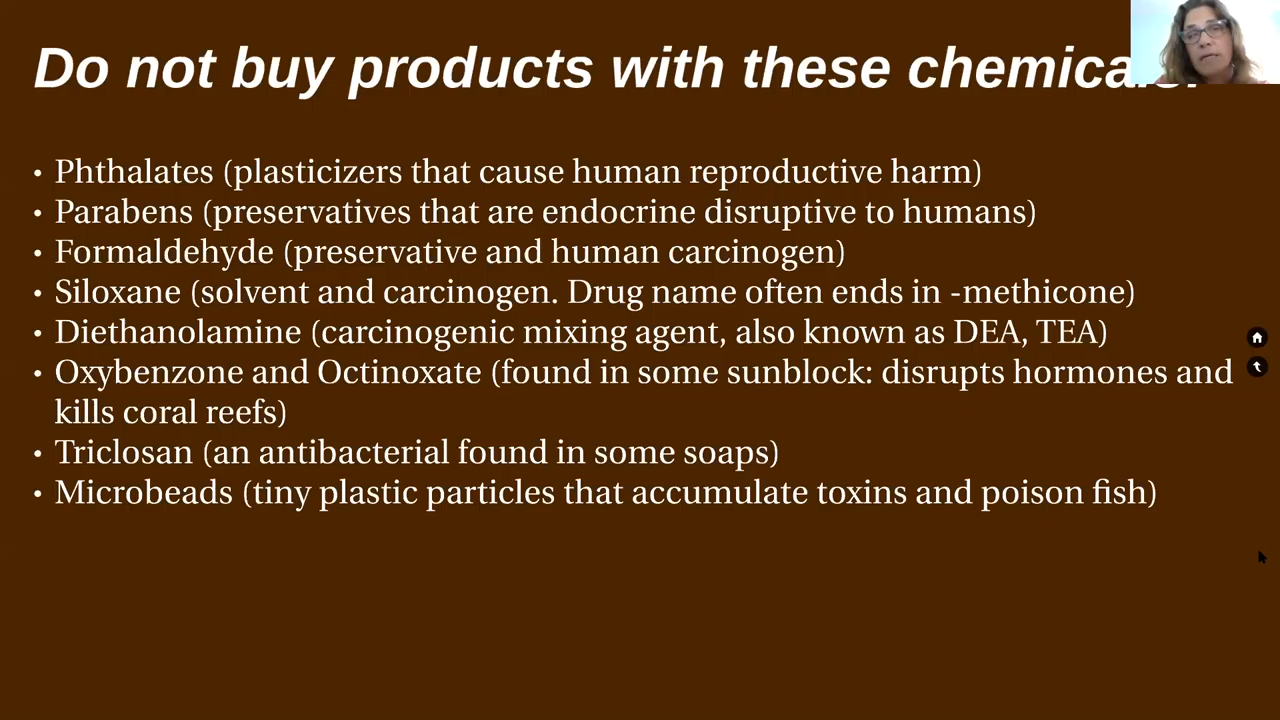 Do not buy products with these
• Phthalates (plasticizers that cause human reproductive harm)
• Parabens (preservatives that are endocrine disruptive to humans)
• Formaldehyde (preservative and human carcinogen)
• Siloxane (solvent and carcinogen. Drug name often ends in -methicone)
• Diethanolamine (carcinogenic mixing agent, also known as DEA, TEA)
• Oxybenzone and Octinoxate (found in some sunblock: disrupts hormones and
kills coral reefs)
• Triclosan (an antibacterial found in some soaps)
• Microbeads (tiny plastic particles that accumulate toxins and poison fish)